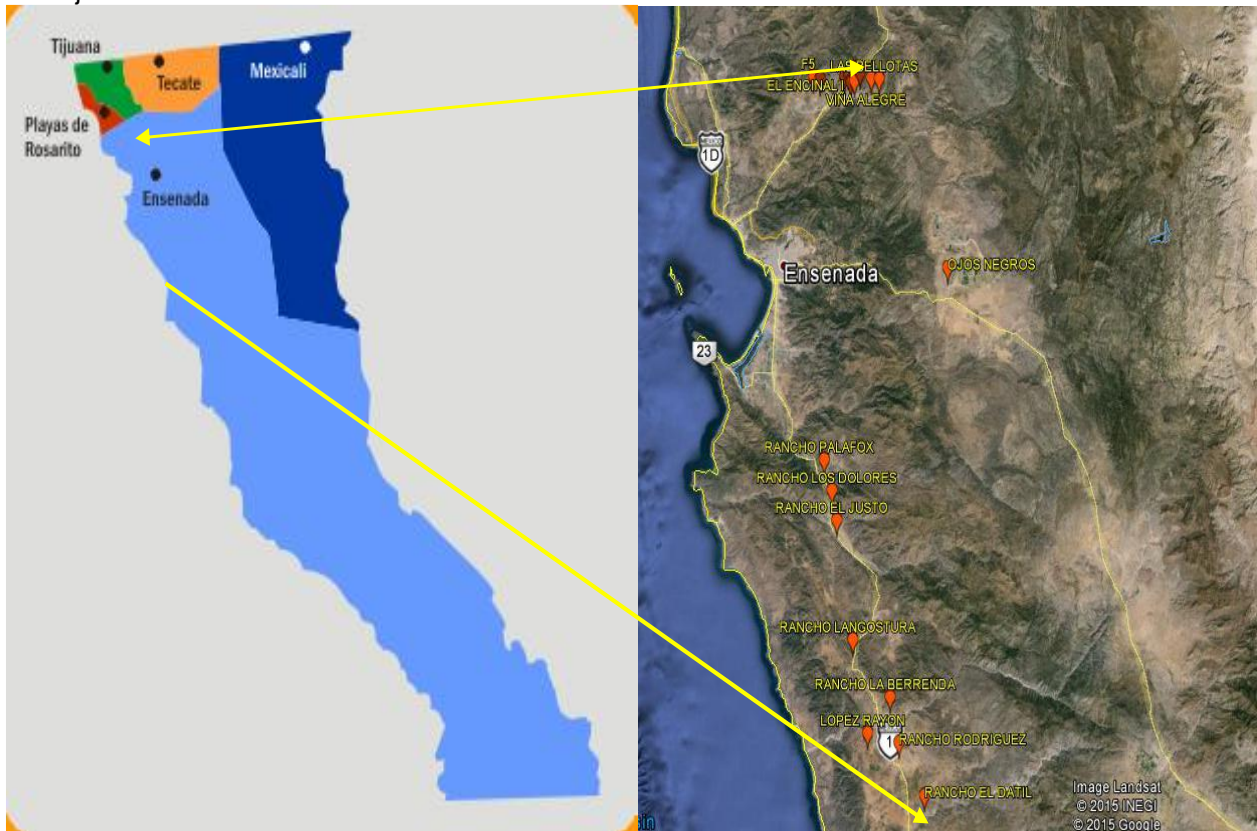 Tijuana
Tecate
Mexicali
Playas de
Rosarito
Ensenada
F5
LAS BELLOTAS
EL ENCINAL I
VIÑA ALEGRE
1D
Ensenada
OJOS NEGROS
23
RANCHO PALAFOX
RANCHO LOS DOLORES
RANCHO EL JUSTO
RANCHO LANGOSTURA
RANCHO LA BERRENDA
LOPEZ RAYON
1
RANCHO RODRIGUEZ
RANCHO EL DATIL
Image Landsat
© 2015 INEGI
© 2015 Google